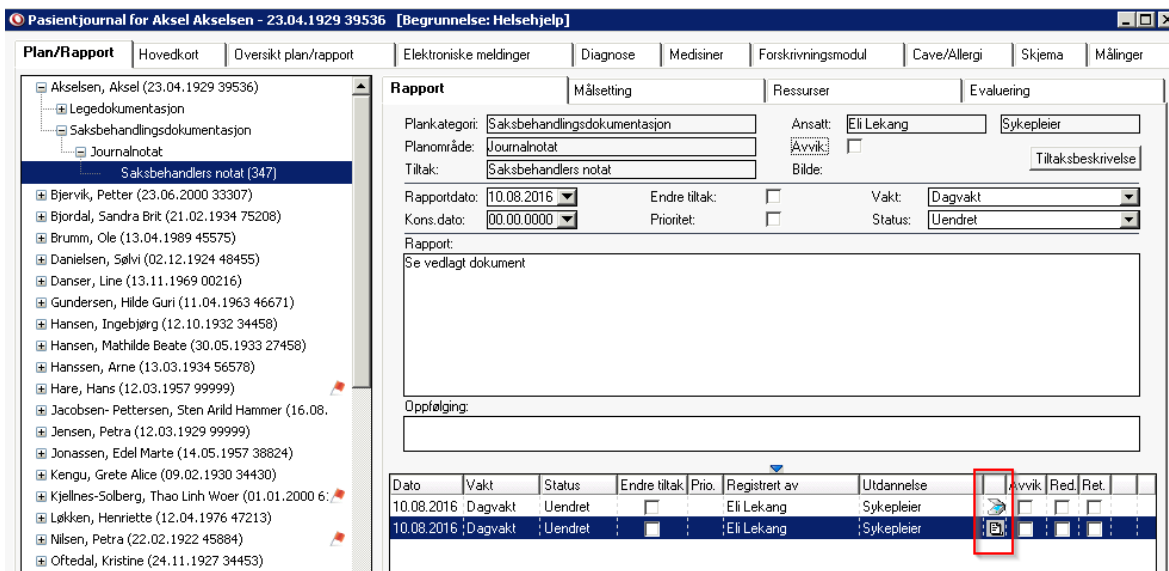 Pasientjournal for Aksel Akselsen - 23.04.1929 39536 [Begrunnelse: Helsehjelp]
Plan/Rapport Hovedkort Oversikt plan/rapport Elektroniske meldinger Diagnose Medisiner Forskrivningsmodul Cave/Allergi Skjema Målinger
Akselsen, Aksel (23.04.1929 39536)
Legedokumentasjon
Saksbehandlingsdokumentasjon
Journalnotat
Saksbehandlers notat (347)
Bjervik, Petter (23.06.2000 33307)
Bjordal, Sandra Brit (21.02.1934 75208)
Brumm, Ole (13.04.1989 45575)
Danielsen, Sølvi (02.12.1924 48455)
Danser, Line (13.11.1969 00216)
Gundersen, Hilde Guri (11.04.1963 46671)
Hansen, Ingebjørg (12.10.1932 34458)
Hansen, Mathilde Beate (30.05.1933 27458)
Hanssen, Arne (13.03.1934 56578)
Hare, Hans (12.03.1957 99999)
Jacobsen- Pettersen, Sten Arild Hammer (16.08.
Jensen, Petra (12.03.1929 99999)
Jonassen, Edel Marte (14.05.1957 38824)
Kengu, Grete Alice (09.02.1930 34430)
Kjellnes-Solberg, Thao Linh Woer (01.01.2000 6:
Løkken, Henriette (12.04.1976 47213)
Nilsen, Petra (22.02.1922 45884)
Oftedal, Kristine (24.11.1927 34453)
Rapport Målsetting Ressurser Evaluering
Plankategori: Saksbehandlingsdokumentasjon Ansatt: Eli Lekang Sykepleier
Planområde: Journalnotat Avvik:
Tiltaksbeskrivelse
Tiltak: Saksbehandlers notat Bilde:
Rapportdato: 10.08.2016 Endre tiltak: Vakt: Dagvakt
Kons.dato: 00.00.0000 Prioritet: Status: Uendret
Rapport:
Se vedlagt dokument
Oppfølging:
Dato Vakt Status Endre tiltak Prio. Registrert av Utdannelse Avvik Red. Ret.
10.08.2016 Dagvakt Uendret Eli Lekang Sykepleier
10.08.2016 Dagvakt Uendret Eli Lekang Sykepleier